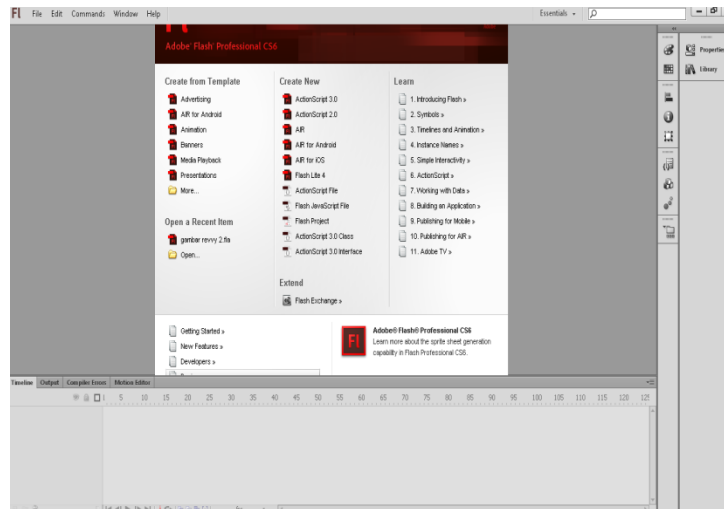 Fl File Edit Commands Window Help Essentials
Adobe® Flash® Professional CS6
Create from Template
Advertising
AIR for Android
Animation
Banners
Media Playback
Presentations
More...
Open a Recent Item
gambar revvy 2.fla
Open...
Create New
ActionScript 3.0
ActionScript 2.0
AIR
AIR for Android
AIR for iOS
Flash Lite 4
ActionScript File
Flash JavaScript File
Flash Project
ActionScript 3.0 Class
ActionScript 3.0 Interface
Extend
Flash Exchange »
Learn
1. Introducing Flash »
2. Symbols »
3. Timelines and Animation »
4. Instance Names »
5. Simple Interactivity »
6. ActionScript »
7. Working with Data »
8. Building an Application »
9. Publishing for Mobile »
10. Publishing for AIR »
11. Adobe TV »
Getting Started »
New Features »
Developers »
Fl
Adobe® Flash® Professional CS6
Learn more about the sprite sheet generation
capability in Flash Professional CS6.
Propertie
Library
Timeline Output Compiler Errors Motion Editor
5 10 15 20 25 30 35 40 45 50 55 60 65 70 75 80 85 90 95 100 105 110 115 120 125